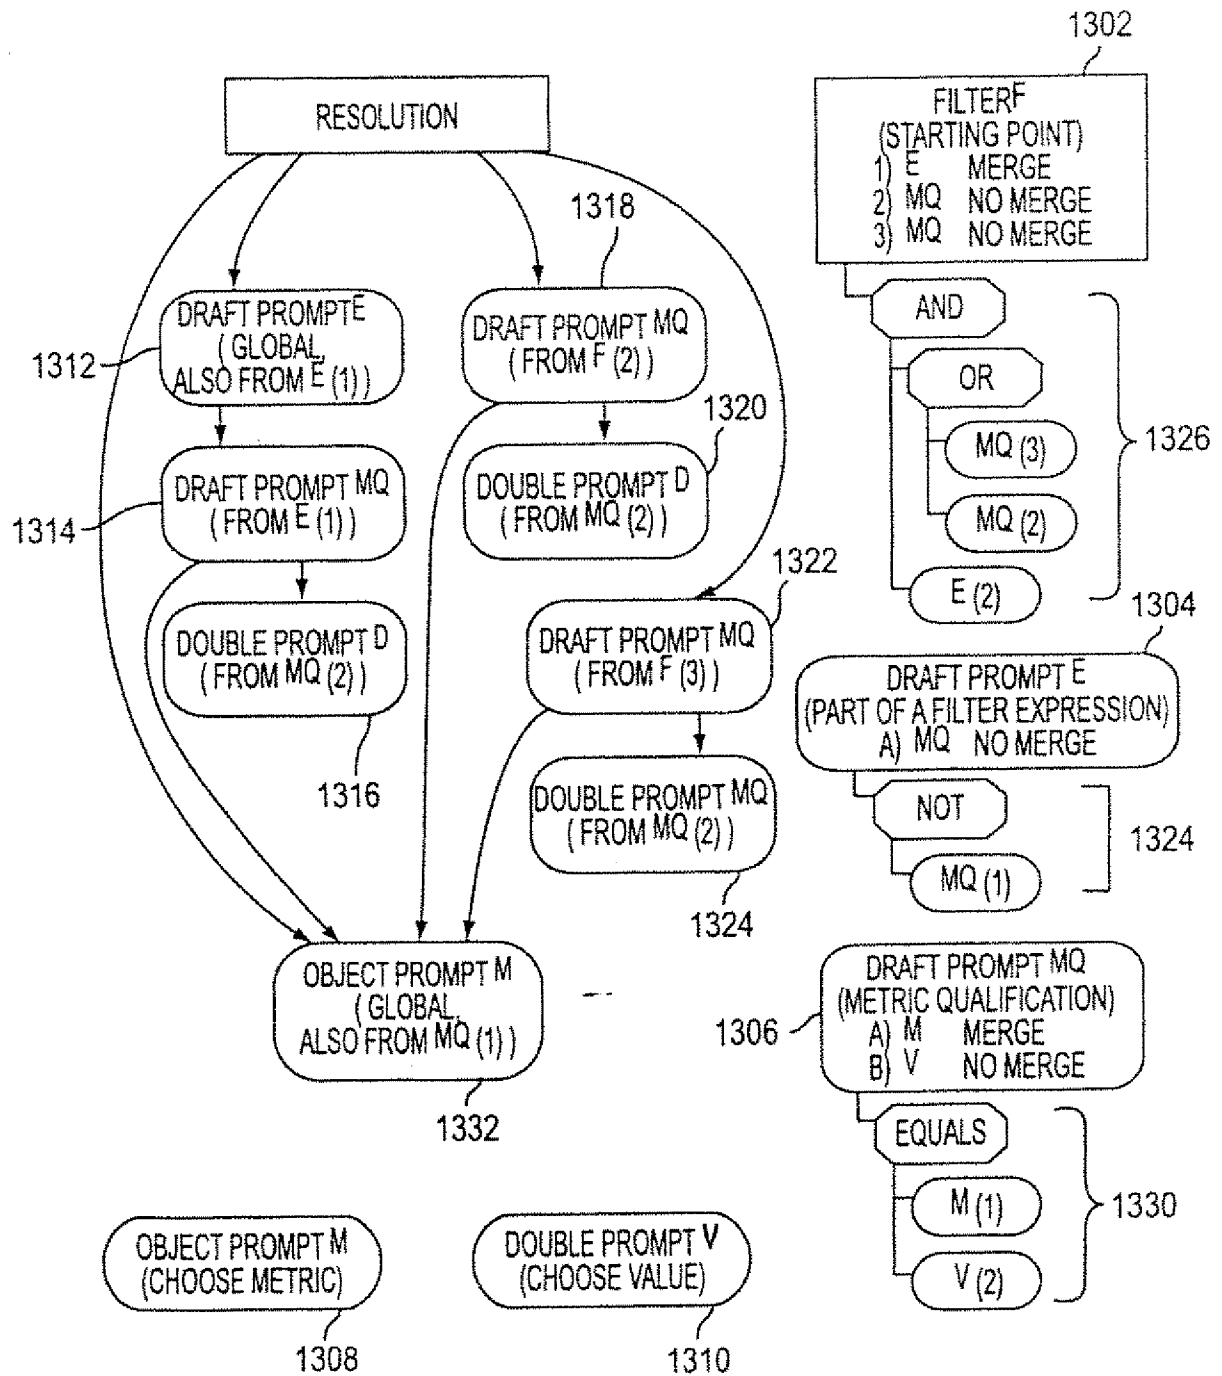 1302
RESOLUTION
FILTER F
(STARTING POINT)
1) E MERGE
2) MQ NO MERGE
3) MQ NO MERGE
1318
AND
DRAFT PROMPT E
( GLOBAL,
ALSO FROM E (1) )
1312
DRAFT PROMPT MQ
( FROM F (2) )
OR
1320
MQ (3)
1326
DRAFT PROMPT MQ
( FROM E (1) )
1314
DOUBLE PROMPT D
( FROM MQ (2) )
MQ (2)
1322
E (2)
1304
DOUBLE PROMPT D
( FROM MQ (2) )
DRAFT PROMPT MQ
( FROM F (3) )
DRAFT PROMPT E
(PART OF A FILTER EXPRESSION)
A) MQ NO MERGE
1316
DOUBLE PROMPT MQ
( FROM MQ (2) )
NOT
1324
MQ (1)
1324
OBJECT PROMPT M
( GLOBAL,
ALSO FROM MQ (1) )
DRAFT PROMPT MQ
(METRIC QUALIFICATION)
A) M MERGE
B) V NO MERGE
1306
1332
EQUALS
M (1)
1330
V (2)
OBJECT PROMPT M
(CHOOSE METRIC)
DOUBLE PROMPT V
(CHOOSE VALUE)
1308
1310